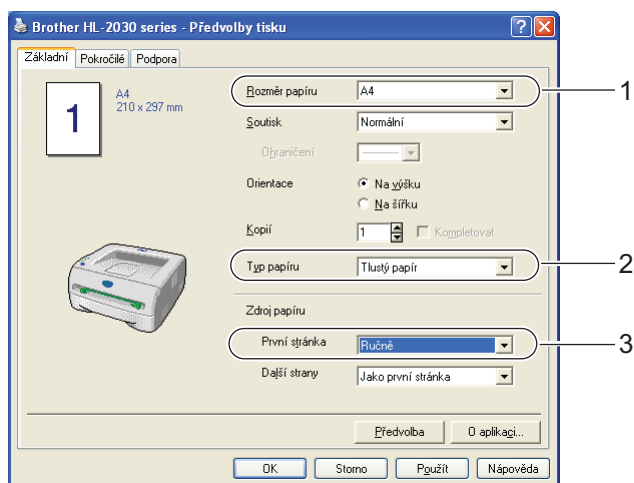 Brother HL-2030 series - Předvolby tisku
Základní Pokročilé Podpora
1
A4
210 x 297 mm
Rozměr papíru A4 1
Soutisk Normální
Ohraničení
Orientace Na výšku
Na šířku
Kopií 1 Kompletovat
Typ papíru Tlustý papír 2
Zdroj papíru
První stránka Ručně 3
Další strany Jako první stránka
Předvolba O aplikaci...
OK Storno Použít Nápověda